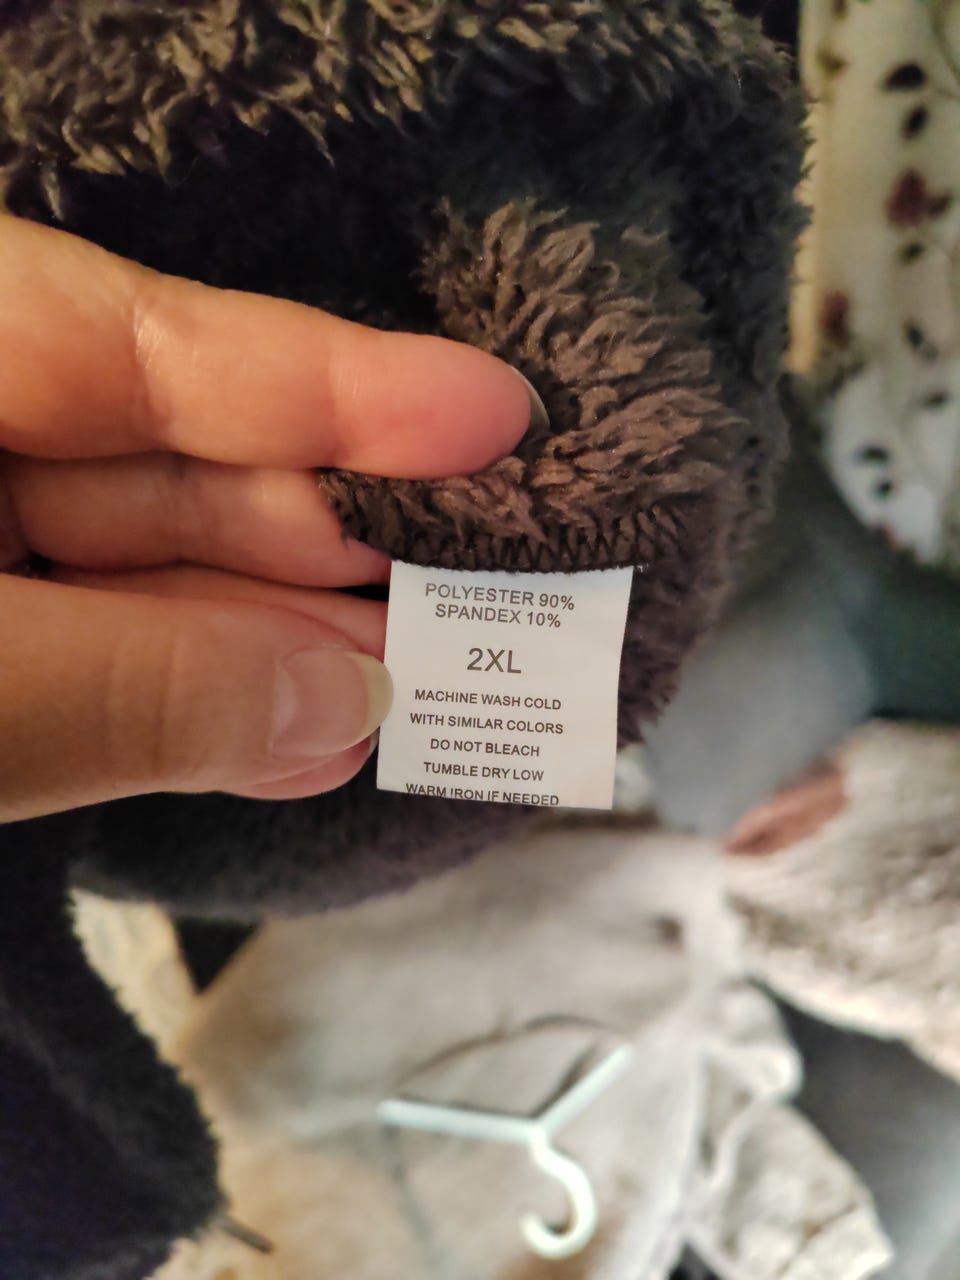 POLYESTER 90%
SPANDEX 10%
2XL
MACHINE WASH COLD
WITH SIMILAR COLORS
DO NOT BLEACH
TUMBLE DRY LOW
WARM IRON IF NEEDED